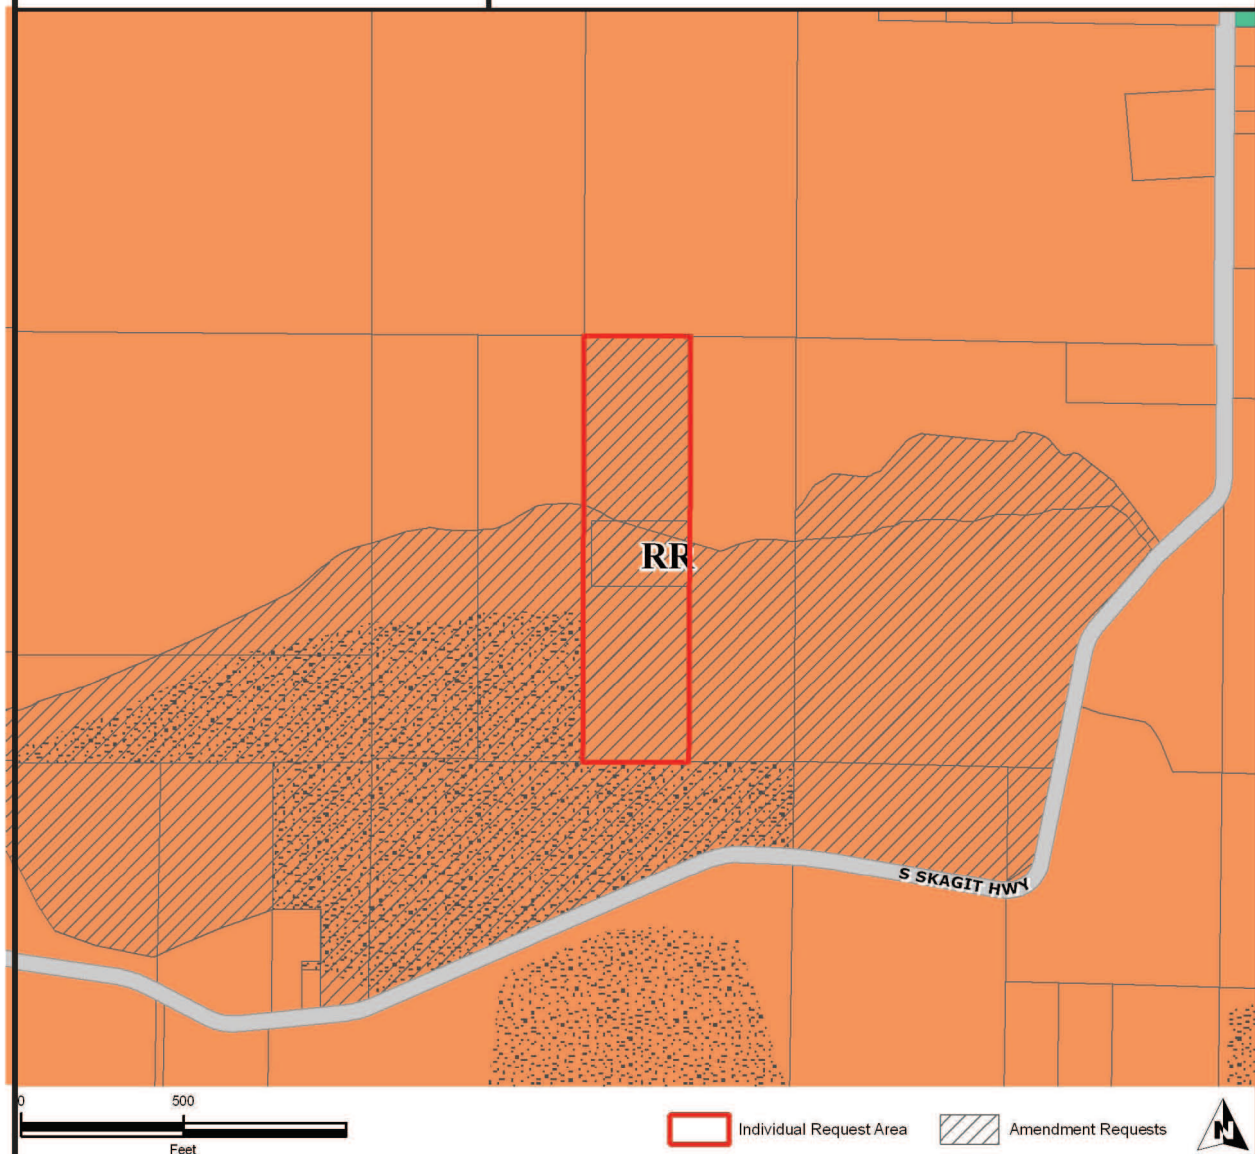 RR
S SKAGIT HWY
0 500
Feet
Individual Request Area
Amendment Requests
N